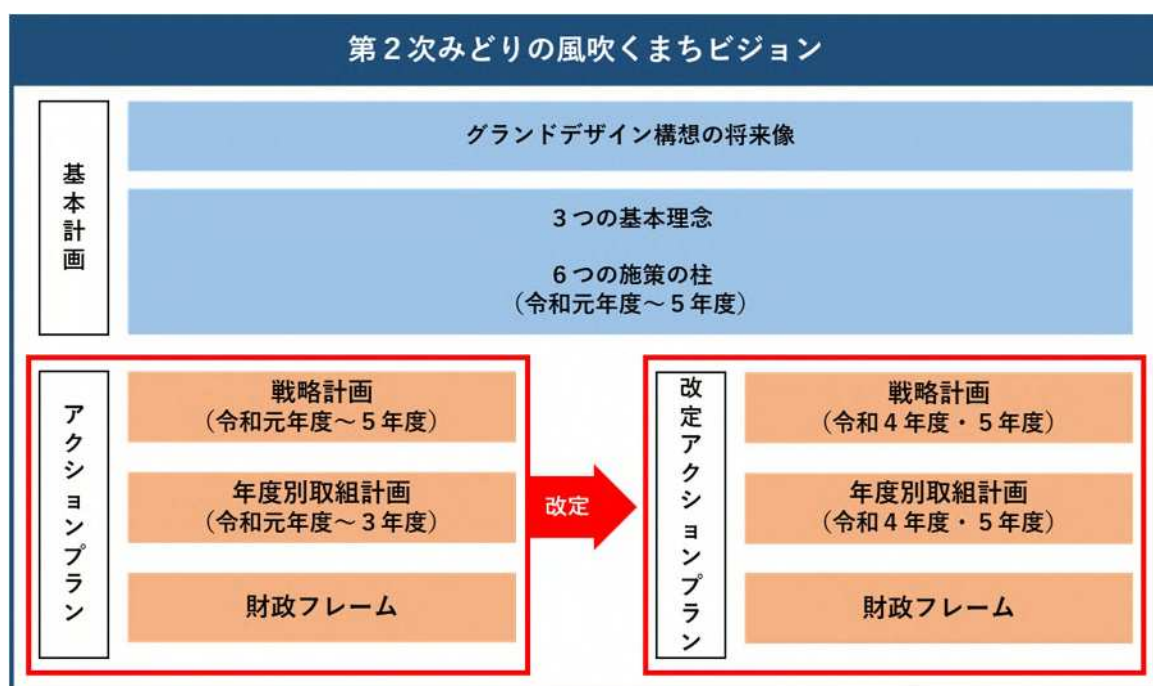 第２次みどりの風吹くまちビジョン
基本計画
グランドデザイン構想の将来像
３つの基本理念
６つの施策の柱
（令和元年度～５年度）
アクションプラン
戦略計画
（令和元年度～５年度）
年度別取組計画
（令和元年度～３年度）
財政フレーム
改定
改定アクションプラン
戦略計画
（令和４年度・５年度）
年度別取組計画
（令和４年度・５年度）
財政フレーム